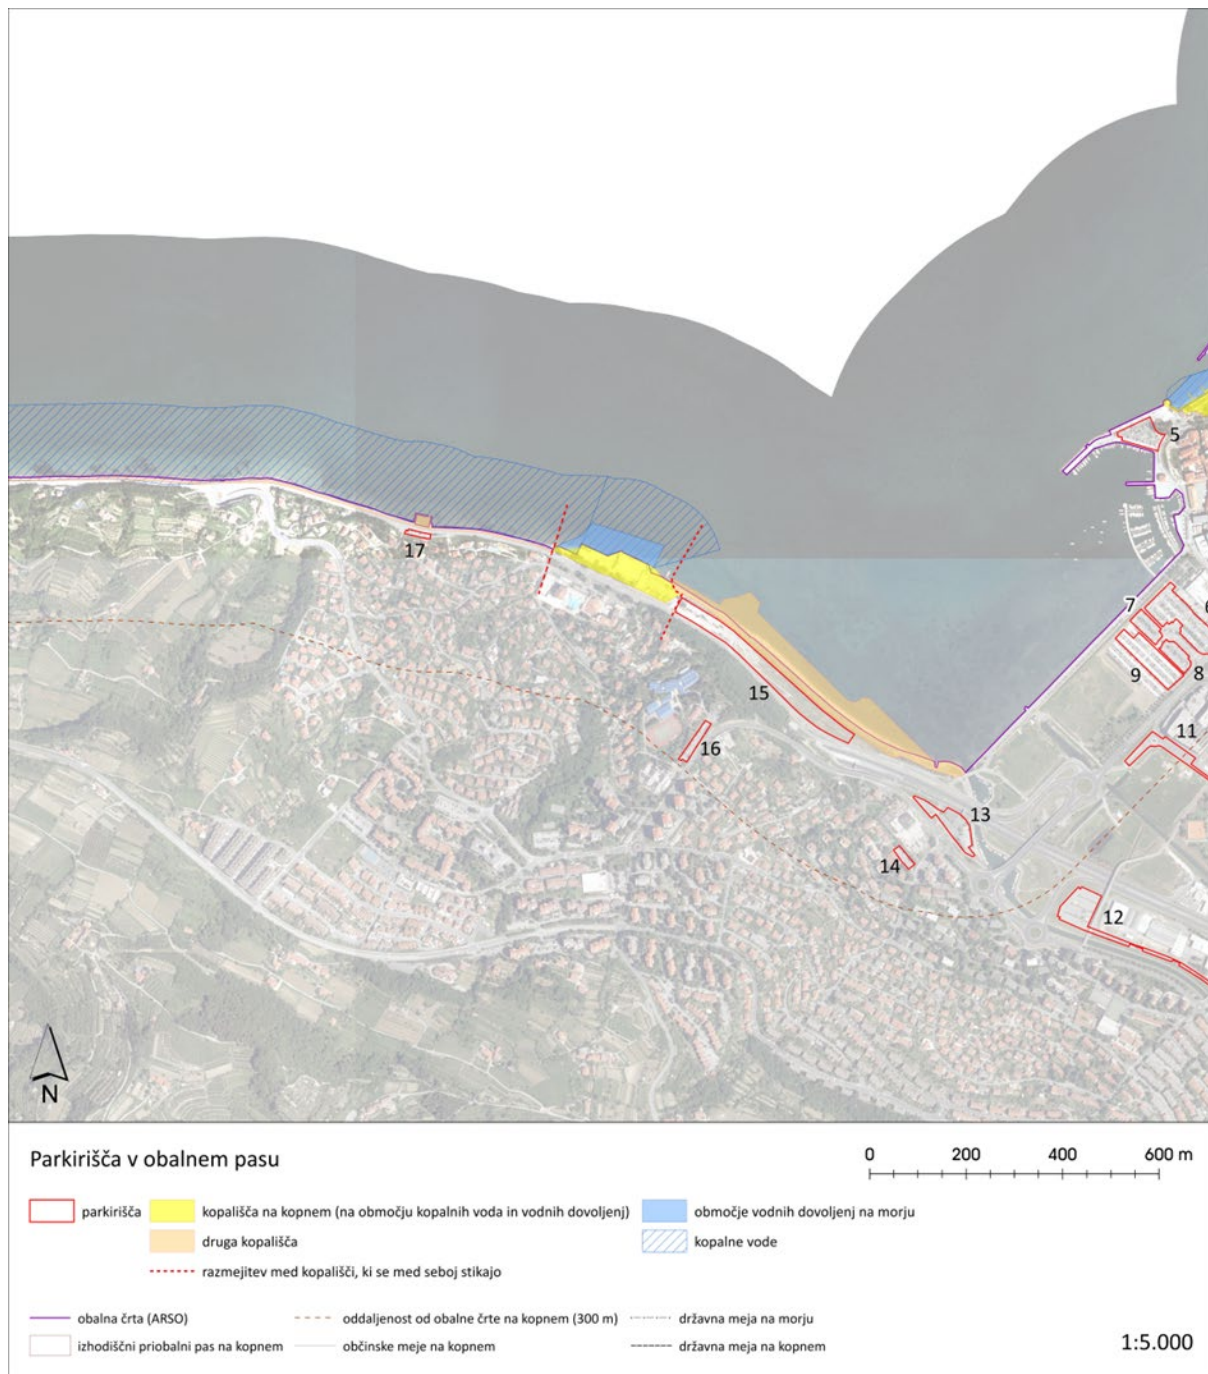 5
17
7
6
9
8
15
11
16
13
14
12
N
Parkirišča v obalnem pasu
0 200 400 600 m
parkirišča
kopališča na kopnem (na območju kopalnih voda in vodnih dovoljenj)
območje vodnih dovoljenj na morju
druga kopališča
kopalne vode
razmejitev med kopališči, ki se med seboj stikajo
obalna črta (ARSO)
oddaljenost od obalne črte na kopnem (300 m)
državna meja na morju
izhodiščni priobalni pas na kopnem
občinske meje na kopnem
državna meja na kopnem
1:5.000